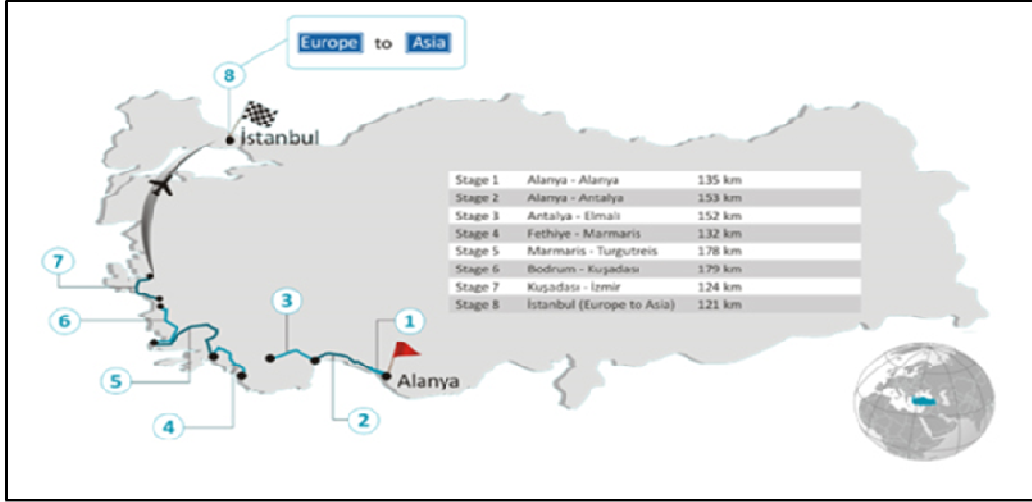 Europe to Asia
8
İstanbul
Stage 1 Alanya - Alanya 135 km
Stage 2 Alanya - Antalya 153 km
Stage 3 Antalya - Elmalı 152 km
Stage 4 Fethiye - Marmaris 132 km
Stage 5 Marmaris - Turgutreis 178 km
Stage 6 Bodrum - Kuşadası 179 km
Stage 7 Kuşadası - İzmir 124 km
Stage 8 İstanbul (Europe to Asia) 121 km
7
3
6
1
5
Alanya
2
4